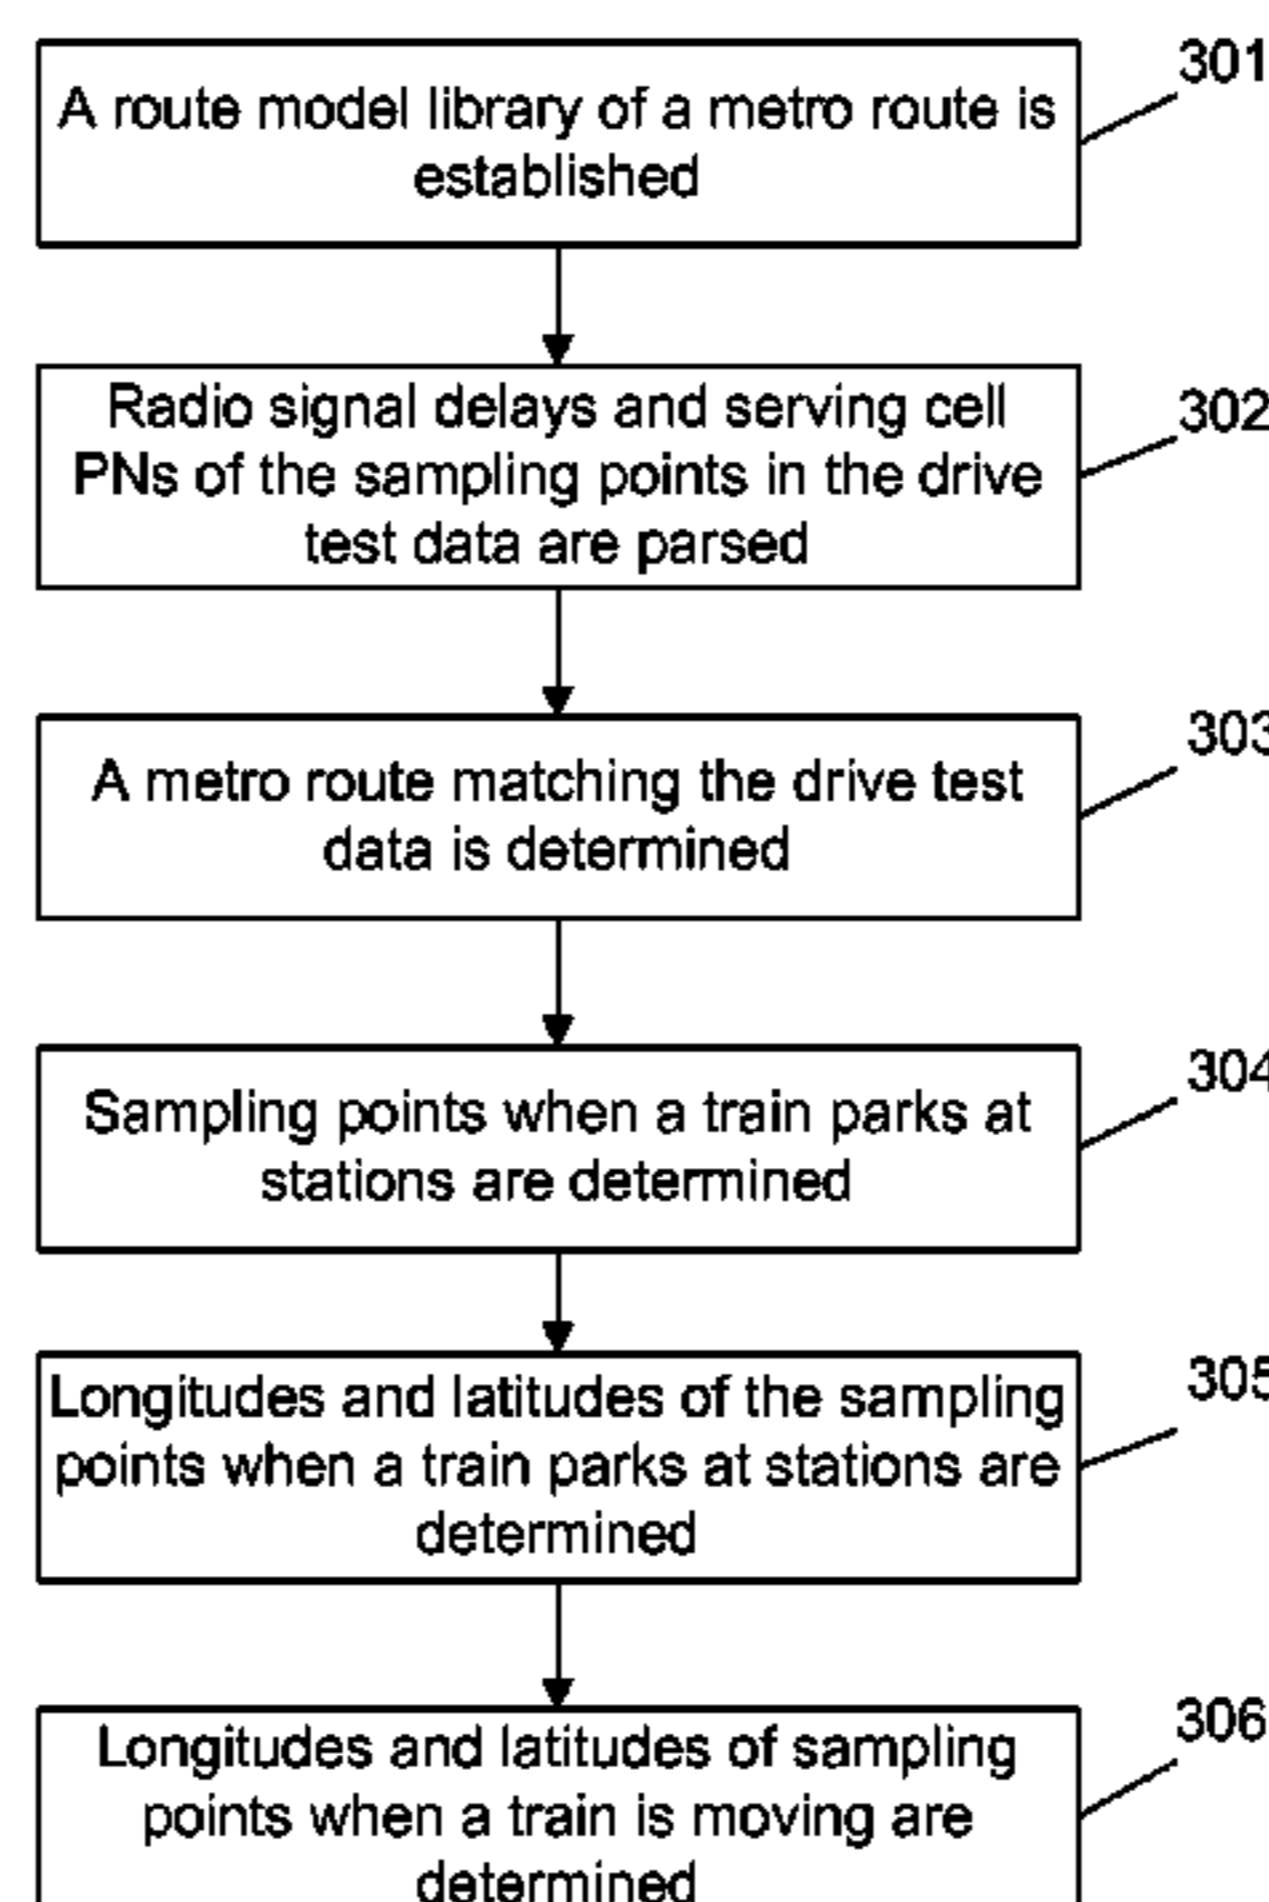 301
A route model library of a metro route is
established
302
Radio signal delays and serving cell
PNs of the sampling points in the drive
test data are parsed
303
A metro route matching the drive test
data is determined
304
Sampling points when a train parks at
stations are determined
305
Longitudes and latitudes of the sampling
points when a train parks at stations are
determined
306
Longitudes and latitudes of sampling
points when a train is moving are
determined